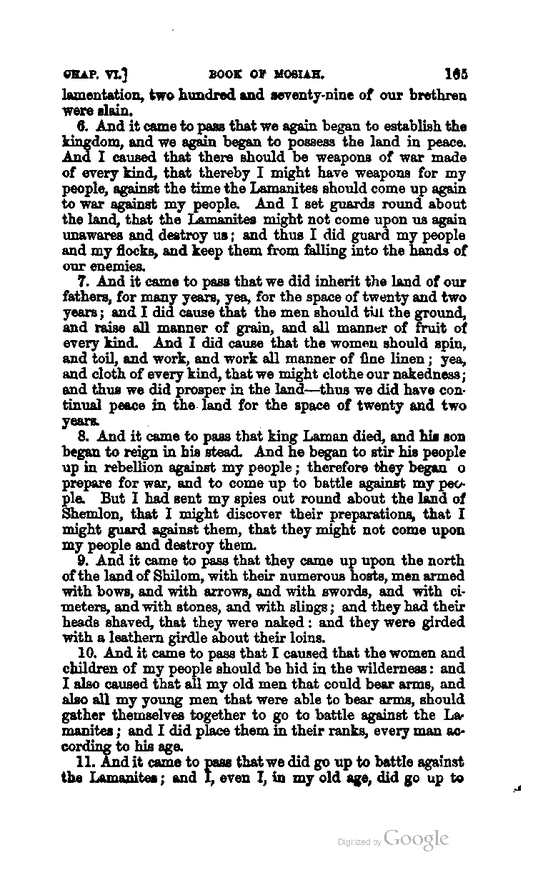 CHAP. VI.] BOOK OF MOSIAH. 165
lamentation, two hundred and seventy-nine of our brethren
were slain.
6. And it came to pass that we again began to establish the
kingdom, and we again began to possess the land in peace.
And I caused that there should be weapons of war made
of every kind, that thereby I might have weapons for my
people, against the time the Lamanites should come up again
to war against my people. And I set guards round about
the land, that the Lamanites might not come upon us again
unawares and destroy us; and thus I did guard my people
and my flocks, and keep them from falling into the hands of
our enemies.
7. And it came to pass that we did inherit the land of our
fathers, for many years, yea, for the space of twenty and two
years; and I did cause that the men should till the ground,
and raise all manner of grain, and all manner of fruit of
every kind. And I did cause that the women should spin,
and toil, and work, and work all manner of fine linen; yea,
and cloth of every kind, that we might clothe our nakedness;
and thus we did prosper in the land—thus we did have con-
tinual peace in the land for the space of twenty and two
years.
8. And it came to pass that king Laman died, and his son
began to reign in his stead. And he began to stir his people
up in rebellion against my people; therefore they began o
prepare for war, and to come up to battle against my peo-
ple. But I had sent my spies out round about the land of
Shemlon, that I might discover their preparations, that I
might guard against them, that they might not come upon
my people and destroy them.
9. And it came to pass that they came up upon the north
of the land of Shilom, with their numerous hosts, men armed
with bows, and with arrows, and with swords, and with ci-
meters, and with stones, and with slings; and they had their
heads shaved, that they were naked: and they were girded
with a leathern girdle about their loins.
10. And it came to pass that I caused that the women and
children of my people should be hid in the wilderness: and
I also caused that all my old men that could bear arms, and
also all my young men that were able to bear arms, should
gather themselves together to go to battle against the La-
manites; and I did place them in their ranks, every man ac-
cording to his age.
11. And it came to pass that we did go up to battle against
the Lamanites; and I, even I, in my old age, did go up to
Digitized by Google